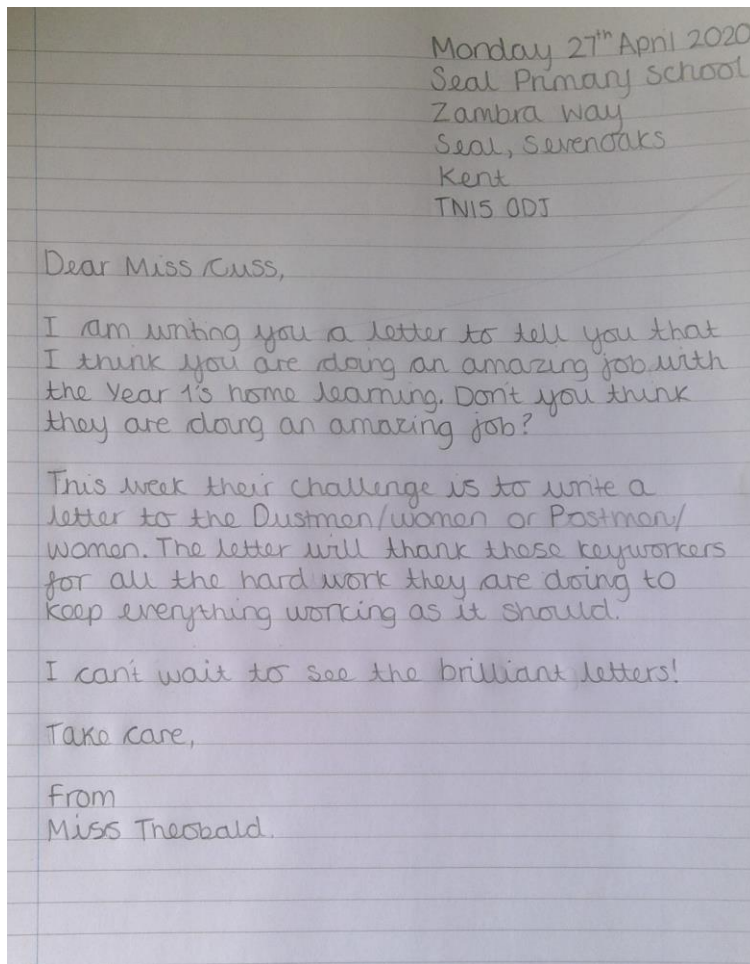 Monday 27th April 2020
Seal Primary School
Zambra Way
Seal, Sevenoaks
Kent
TN15 0DJ
Dear Miss Cuss,
I am writing you a letter to tell you that
I think you are doing an amazing job with
the Year 1's home learning. Don't you think
they are doing an amazing job?
This week their challenge is to write a
letter to the Dustmen/women or Postmen/
women. The letter will thank these keyworkers
for all the hard work they are doing to
keep everything working as it should.
I can't wait to see the brilliant letters!
Take care,
from
Miss Theobald.